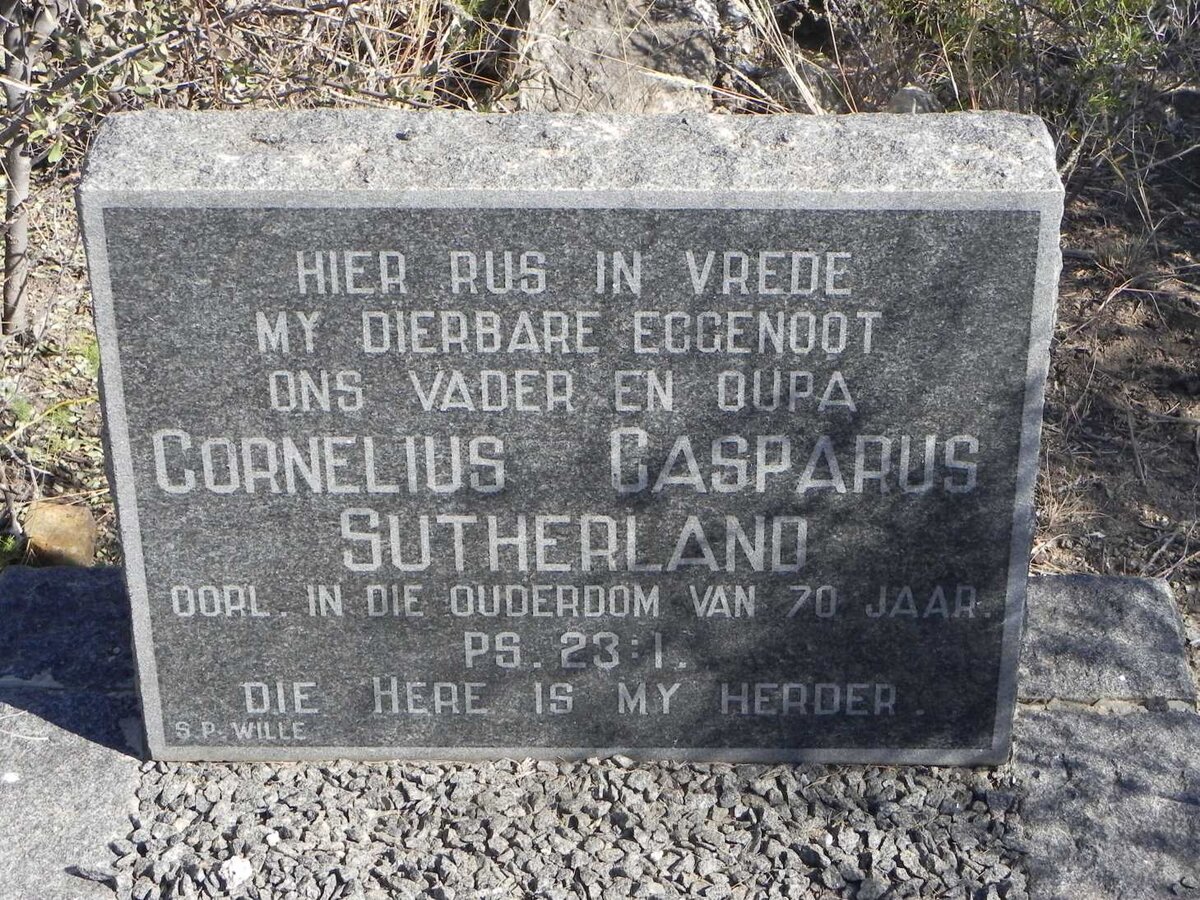 HIER RUS IN VREDE
MY DIERBARE EGGENOOT
ONS VADER EN OUPA
CORNELIUS CASPARUS
SUTHERLAND
OORL. IN DIE OUDERDOM VAN 70 JAAR.
PS. 23:1.
DIE HERE IS MY HERDER.
S.P. WILLE